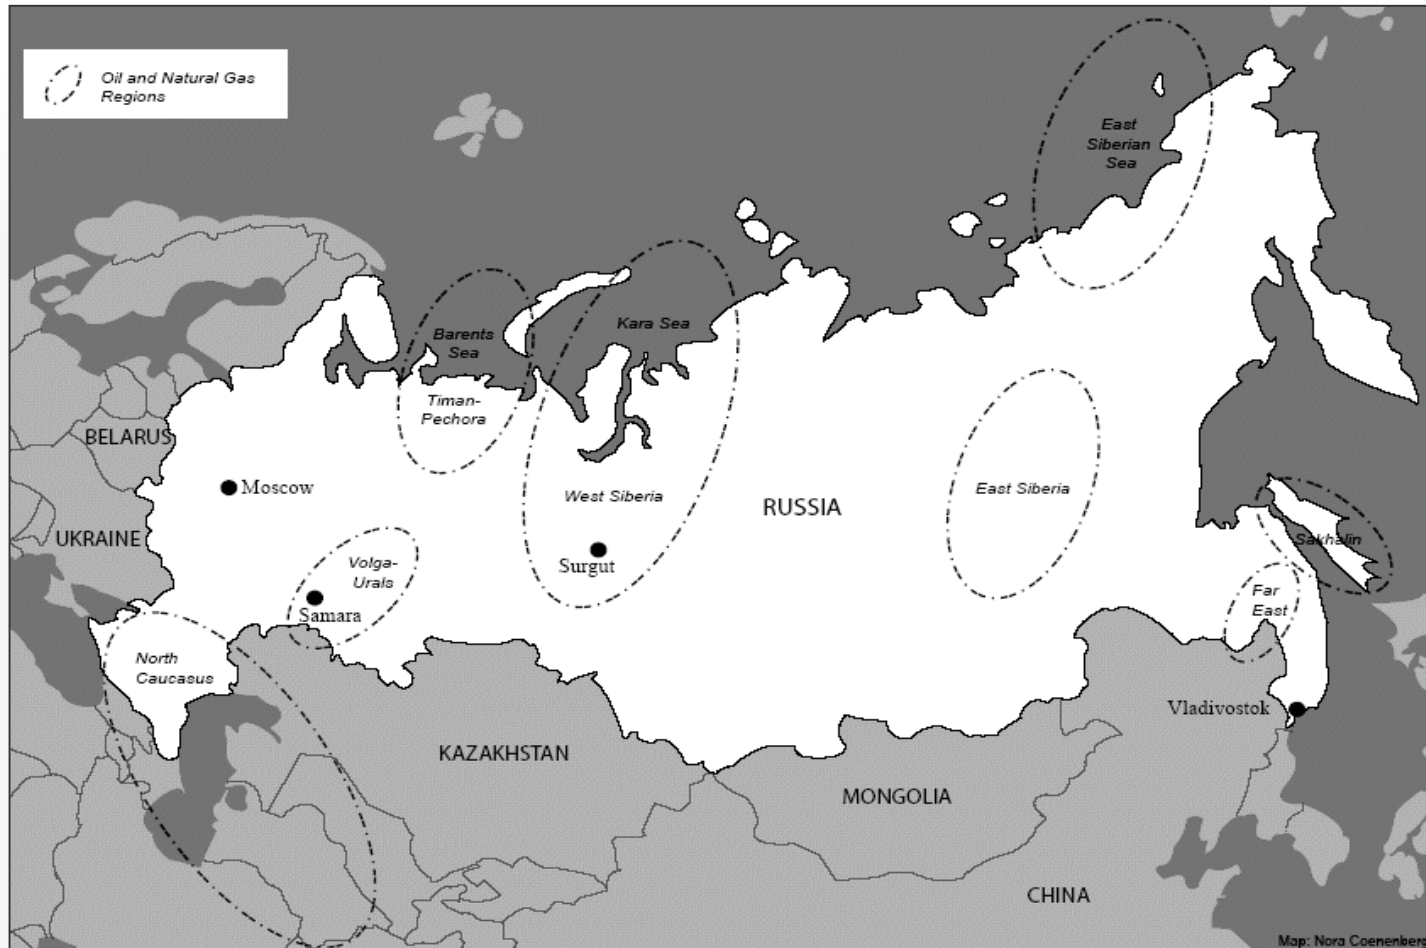 Oil and Natural Gas
Regions
East
Siberian
Sea
Kara Sea
Barents
Sea
Timan-
Pechora
BELARUS
Moscow
West Siberia
RUSSIA
East Siberia
UKRAINE
Surgut
Sakhalin
Volga-
Urals
Samara
Far
East
North
Caucasus
Vladivostok
KAZAKHSTAN
MONGOLIA
CHINA
Map: Nora Coenenberg